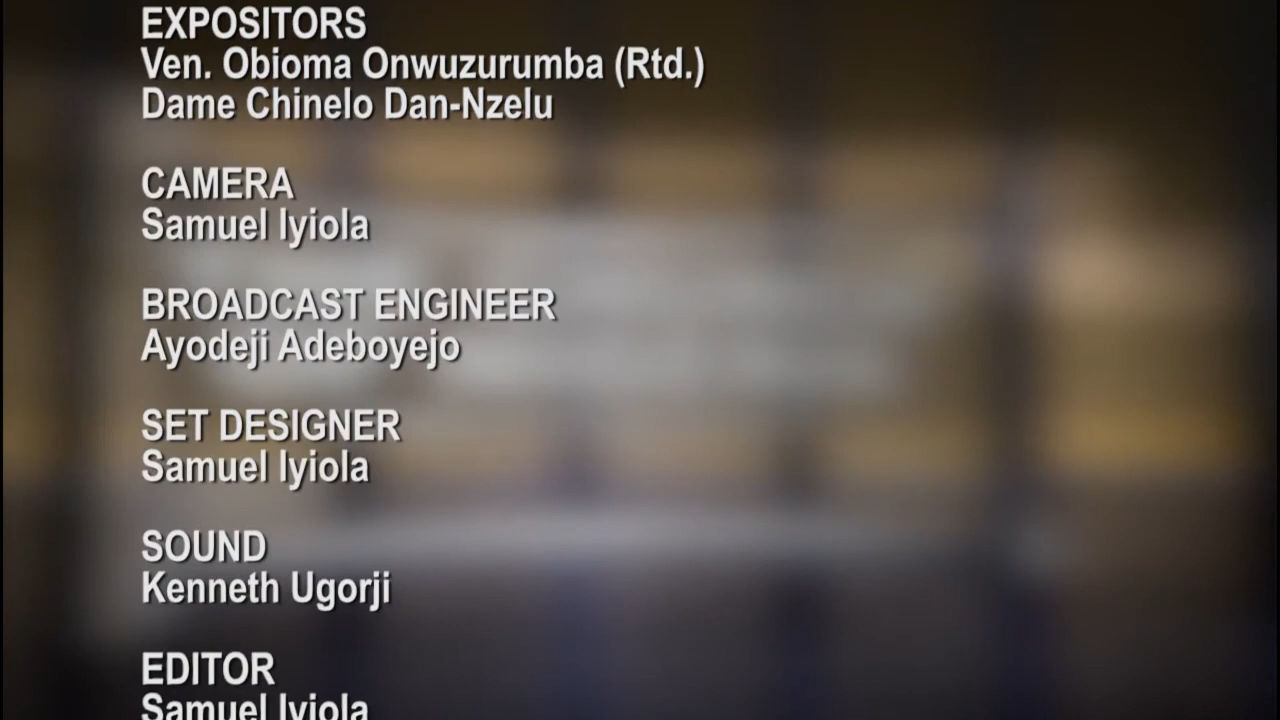 EXPOSITORS
Ven. Obioma Onwuzurumba (Rtd.)
Dame Chinelo Dan-Nzelu
CAMERA
Samuel Iyiola
BROADCAST ENGINEER
Ayodeji Adeboyejo
SET DESIGNER
Samuel Iyiola
SOUND
Kenneth Ugorji
EDITOR
Samuel Iyiola